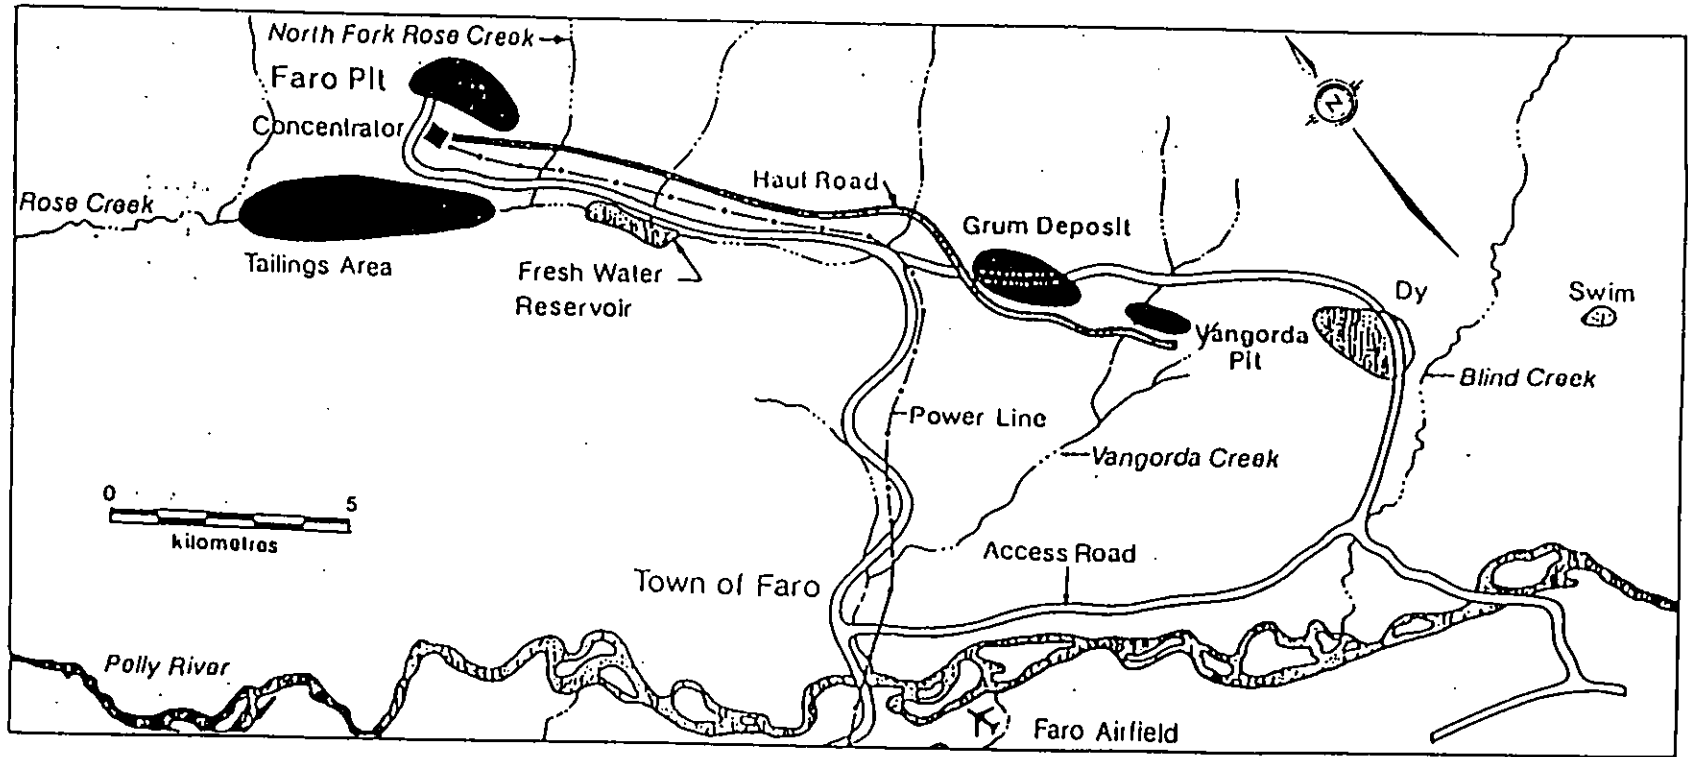 North Fork Rose Creek
Faro Pit
Concentrator
N
Haul Road
Rose Creek
Grum Deposit
Tailings Area
Fresh Water
Reservoir
Dy
Swim
Vangorda
Pit
Blind Creek
Power Line
Vangorda Creek
0 5
kilometres
Access Road
Town of Faro
Pelly River
Faro Airfield